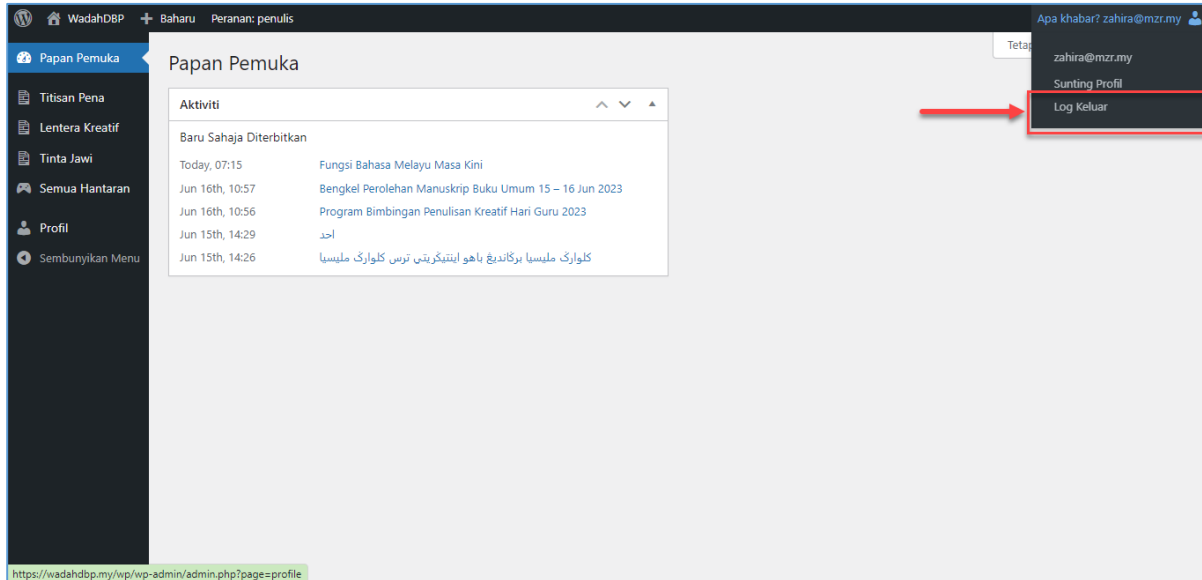 WadahDBP
Baharu
Peranan: penulis
Apa khabar? zahira@mzr.my
Papan Pemuka
Titisan Pena
Lentera Kreatif
Tinta Jawi
Semua Hantaran
Profil
Sembunyikan Menu
Papan Pemuka
Tetap
zahira@mzr.my
Sunting Profil
Log Keluar
Aktiviti
Baru Sahaja Diterbitkan
Today, 07:15 Fungsi Bahasa Melayu Masa Kini
Jun 16th, 10:57 Bengkel Perolehan Manuskrip Buku Umum 15 – 16 Jun 2023
Jun 16th, 10:56 Program Bimbingan Penulisan Kreatif Hari Guru 2023
Jun 15th, 14:29 احد
Jun 15th, 14:26 کلوارݢ مليسيا برݢانديڠ باهو اينتيݢريتي ترس کلوارݢ مليسيا
https://wadahdbp.my/wp/wp-admin/admin.php?page=profile